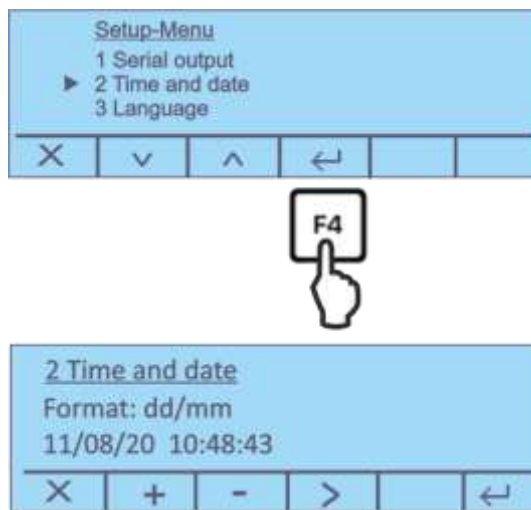 Setup-Menu
1 Serial output
▶ 2 Time and date
3 Language
F4
2 Time and date
Format: dd/mm
11/08/20 10:48:43
+ -  >